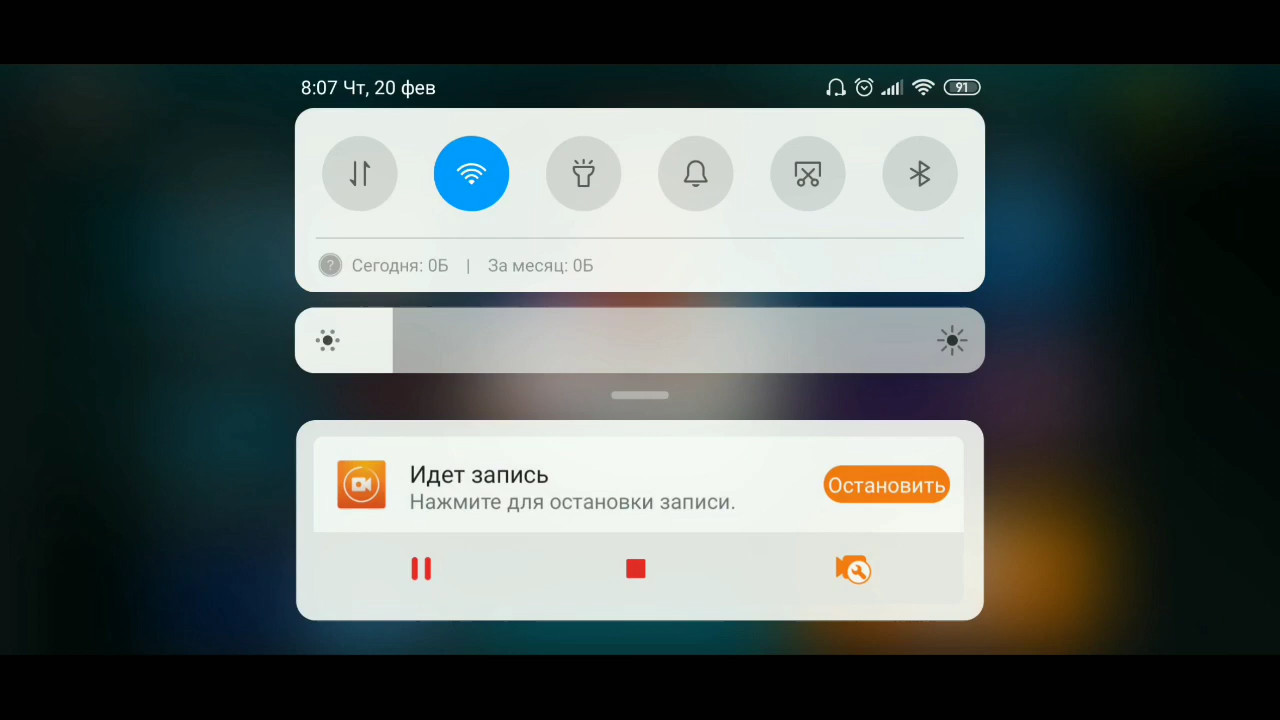 8:07 Чт, 20 фев
91
?
Сегодня: 0Б | За месяц: 0Б
Идет запись
Нажмите для остановки записи.
Остановить